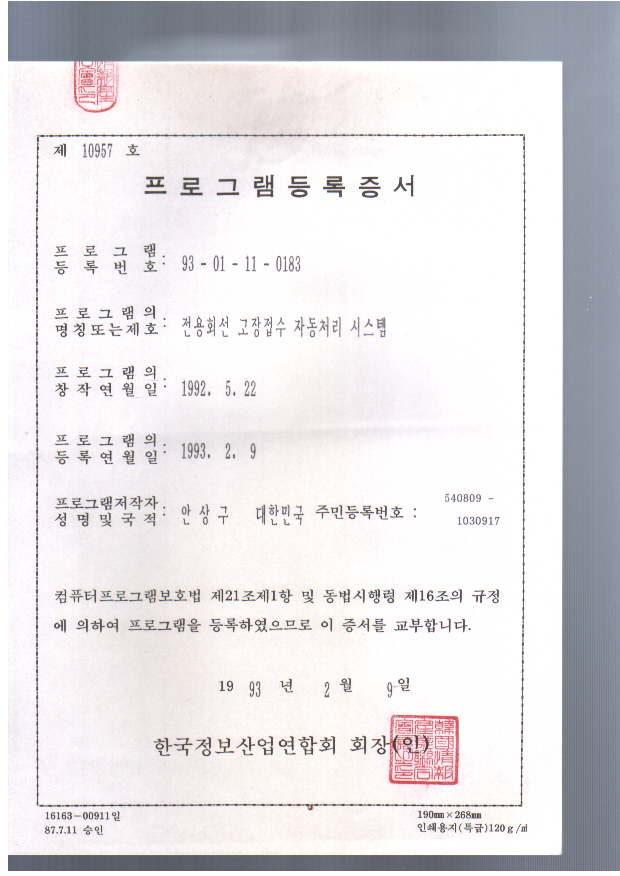 제 10957 호
프로그램등록증서
프로그램
등록번호 : 93 - 01 - 11 - 0183
프로그램의
명칭또는제호 : 전용회선 고장접수 자동처리 시스템
프로그램의
창작연월일 : 1992. 5. 22
프로그램의
등록연월일 : 1993. 2. 9
프로그램저작자
성명및국적 : 안상구 대한민국 주민등록번호 :
540809 -
1030917
컴퓨터프로그램보호법 제21조제1항 및 동법시행령 제16조의 규정
에 의하여 프로그램을 등록하였으므로 이 증서를 교부합니다.
19 93 년 2 월 9 일
한국정보산업연합회 회장(인)
16163-00911일
87.7.11 승인
190㎜×268㎜
인쇄용지(특급)120g/㎡